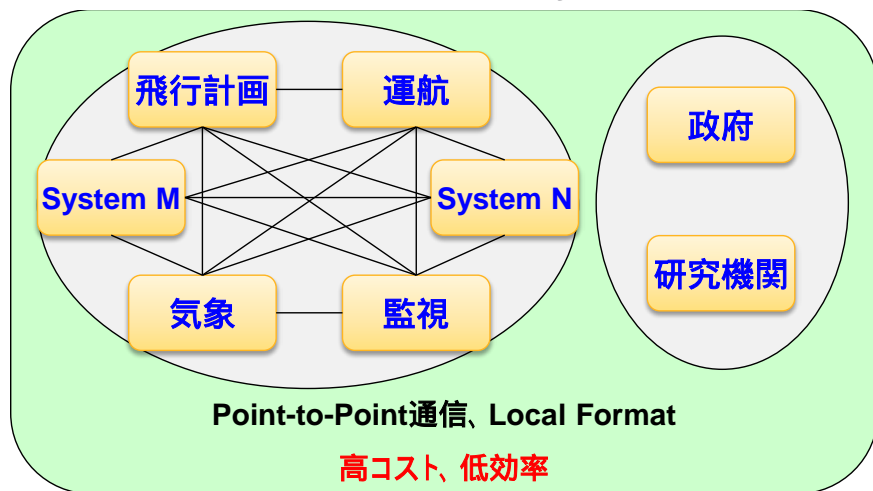 飛行計画
運航
政府
System M
System N
研究機関
気象
監視
Point-to-Point通信、Local Format
高コスト、低効率